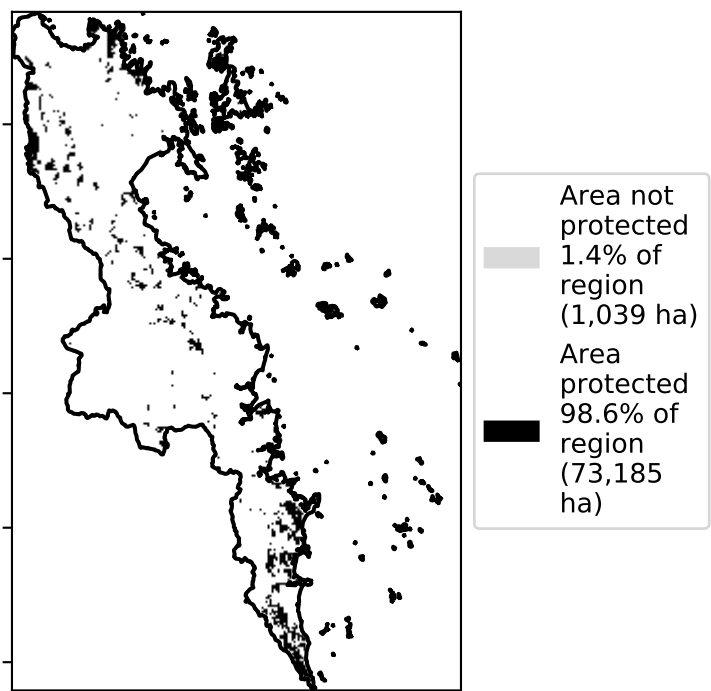 Area not
protected
1.4% of
region
(1,039 ha)
Area
protected
98.6% of
region
(73,185
ha)